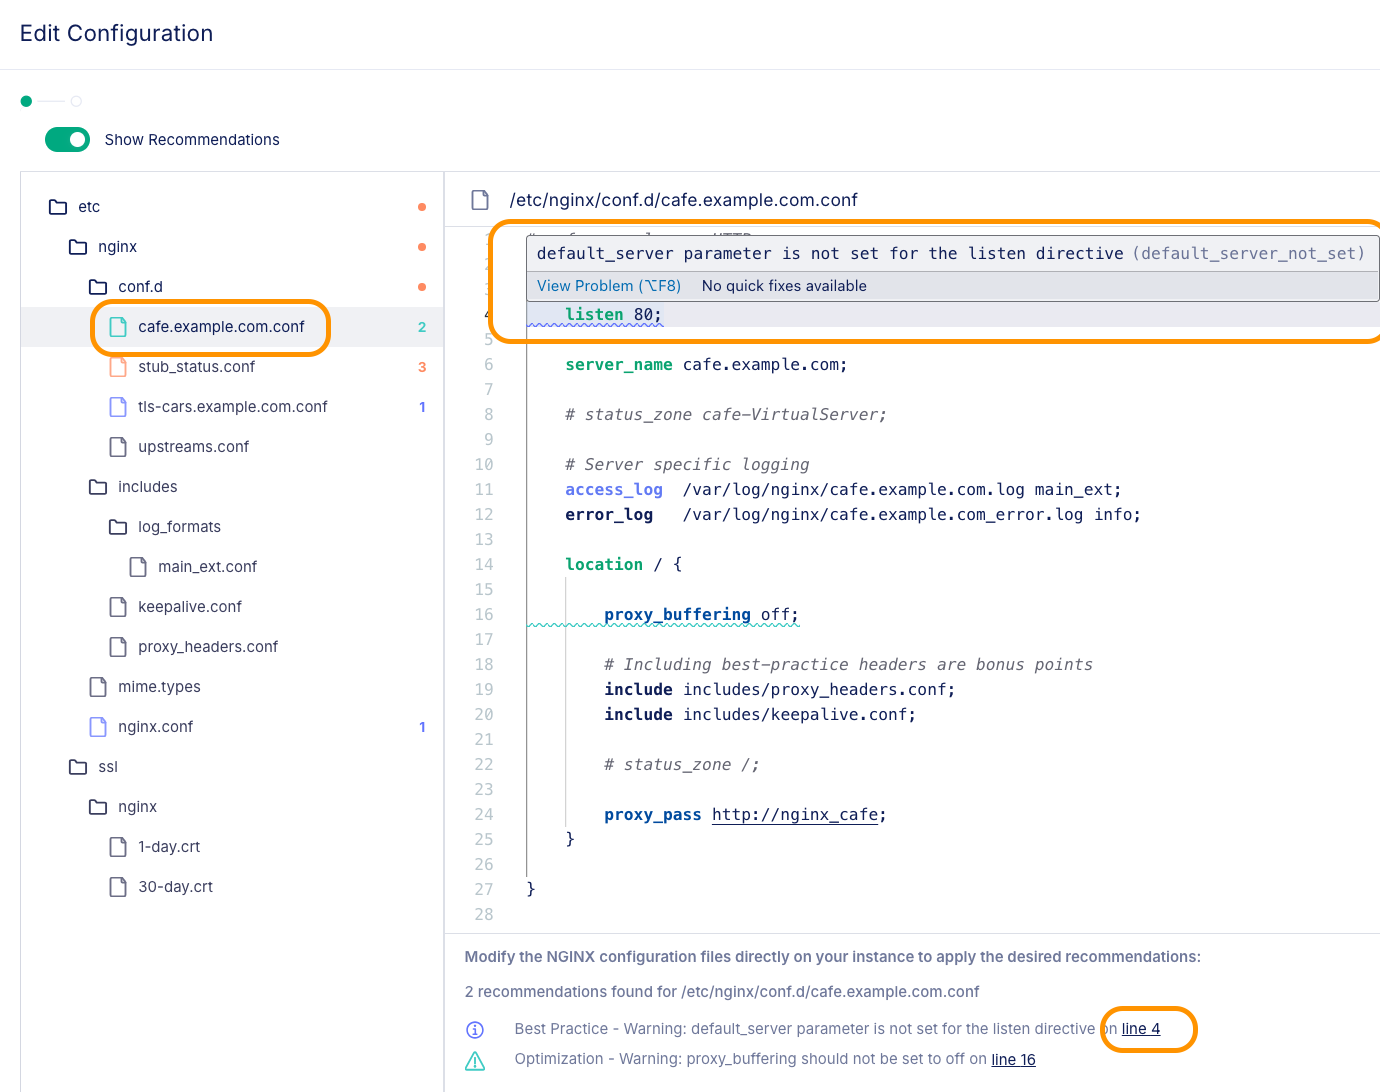 Edit Configuration
Show Recommendations
etc
nginx
conf.d
cafe.example.com.conf 2
stub_status.conf 3
tls-cars.example.com.conf 1
upstreams.conf
includes
log_formats
main_ext.conf
keepalive.conf
proxy_headers.conf
mime.types
nginx.conf 1
ssl
nginx
1-day.crt
30-day.crt
/etc/nginx/conf.d/cafe.example.com.conf
default_server parameter is not set for the listen directive (default_server_not_set)
View Problem (⌥F8) No quick fixes available
4 listen 80;
5
6 server_name cafe.example.com;
7
8 # status_zone cafe-VirtualServer;
9
10 # Server specific logging
11 access_log /var/log/nginx/cafe.example.com.log main_ext;
12 error_log /var/log/nginx/cafe.example.com_error.log info;
13
14 location / {
15
16 proxy_buffering off;
17
18 # Including best-practice headers are bonus points
19 include includes/proxy_headers.conf;
20 include includes/keepalive.conf;
21
22 # status_zone /;
23
24 proxy_pass http://nginx_cafe;
25 }
26
27 }
28
Modify the NGINX configuration files directly on your instance to apply the desired recommendations:
2 recommendations found for /etc/nginx/conf.d/cafe.example.com.conf
Best Practice - Warning: default_server parameter is not set for the listen directive on line 4
Optimization - Warning: proxy_buffering should not be set to off on line 16